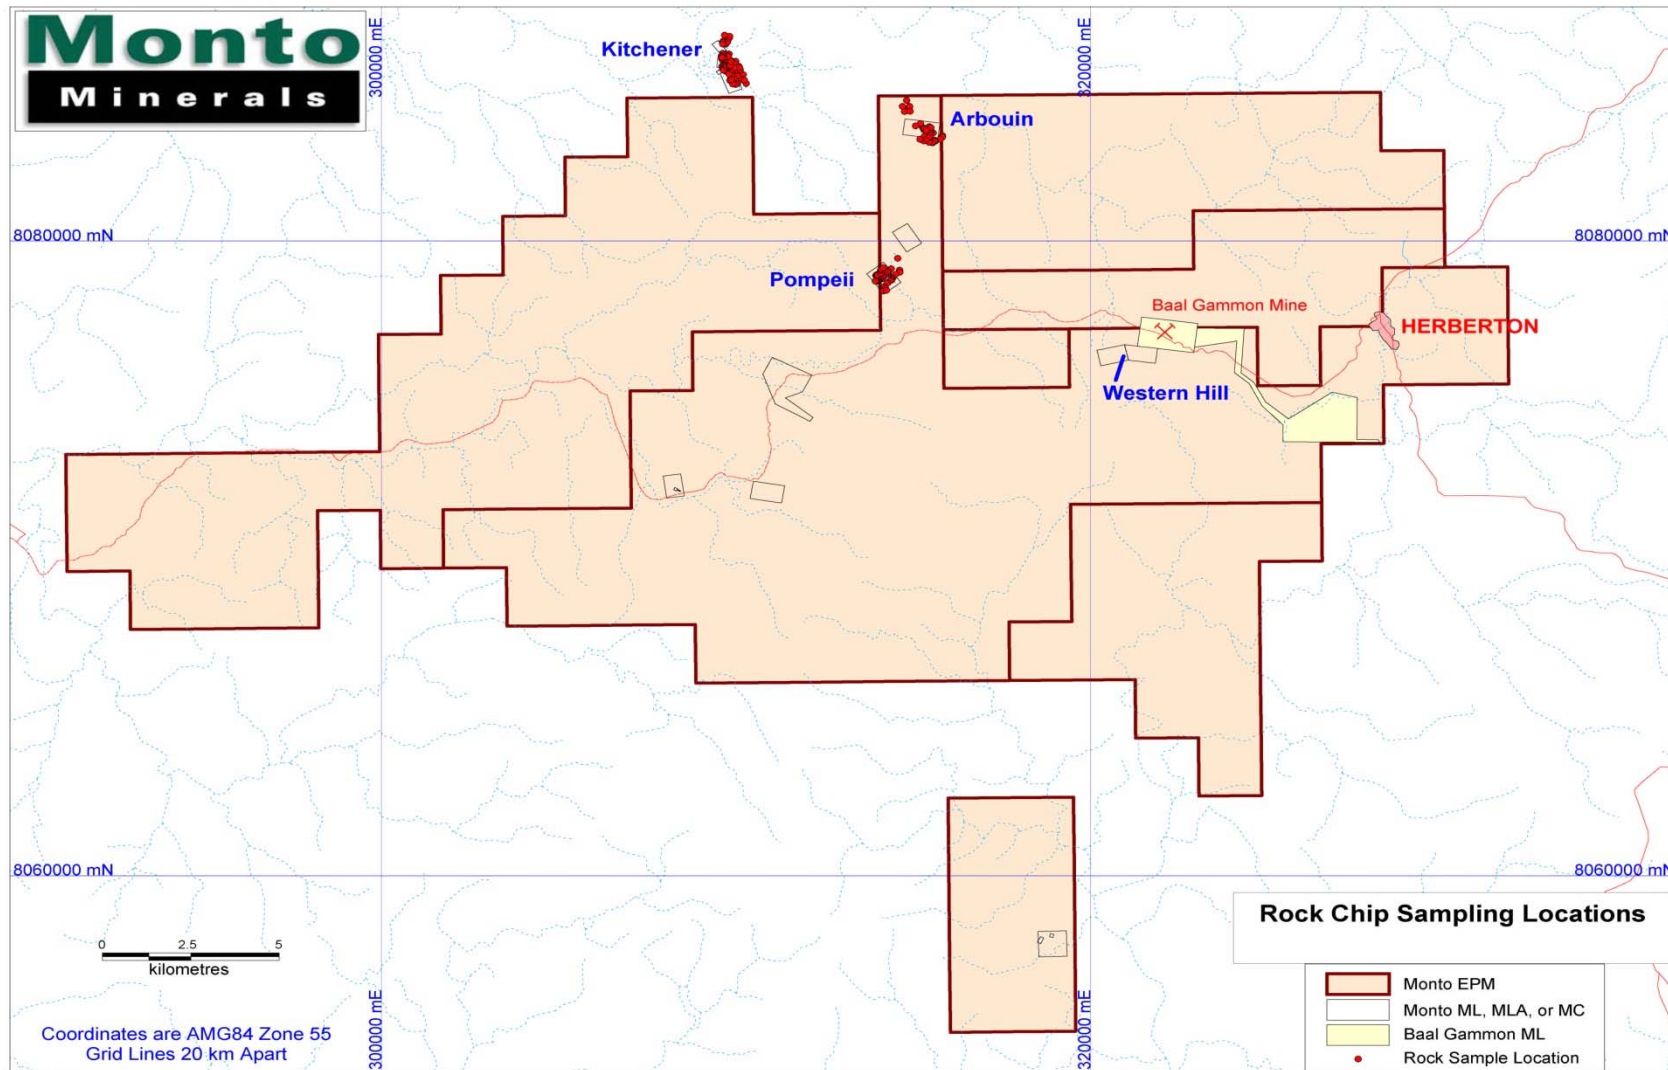 Monto
Minerals
300000 mE
320000 mE
Kitchener
Arbouin
8080000 mN
8080000 mN
Pompeii
Baal Gammon Mine
HERBERTON
Western Hill
8060000 mN
8060000 mN
Rock Chip Sampling Locations
0 2.5 5
kilometres
Monto EPM
Monto ML, MLA, or MC
Baal Gammon ML
Rock Sample Location
Coordinates are AMG84 Zone 55
Grid Lines 20 km Apart
300000 mE
320000 mE